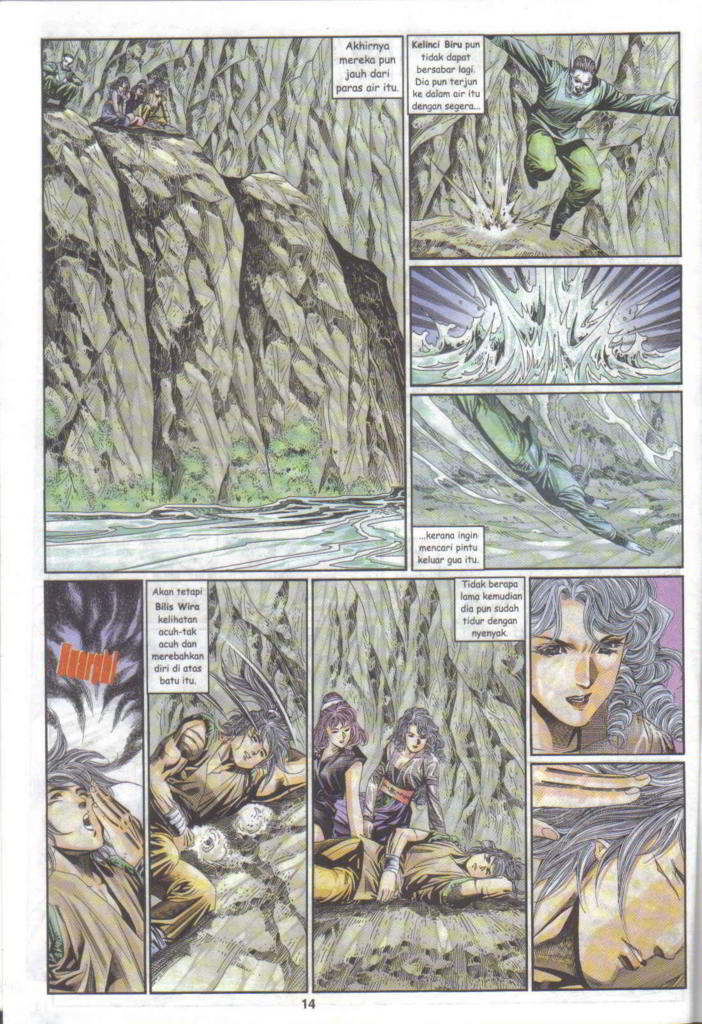 Akhirnya
mereka pun
jauh dari
paras air itu.
Kelinci Biru pun
tidak dapat
bersabar lagi.
Dia pun terjun
ke dalam air itu
dengan segera...
...kerana ingin
mencari pintu
keluar gua itu.
Akan tetapi
Bilis Wira
kelihatan
acuh-tak
acuh dan
merebahkan
diri di atas
batu itu.
Tidak berapa
lama kemudian
dia pun sudah
tidur dengan
nyenyak.
14